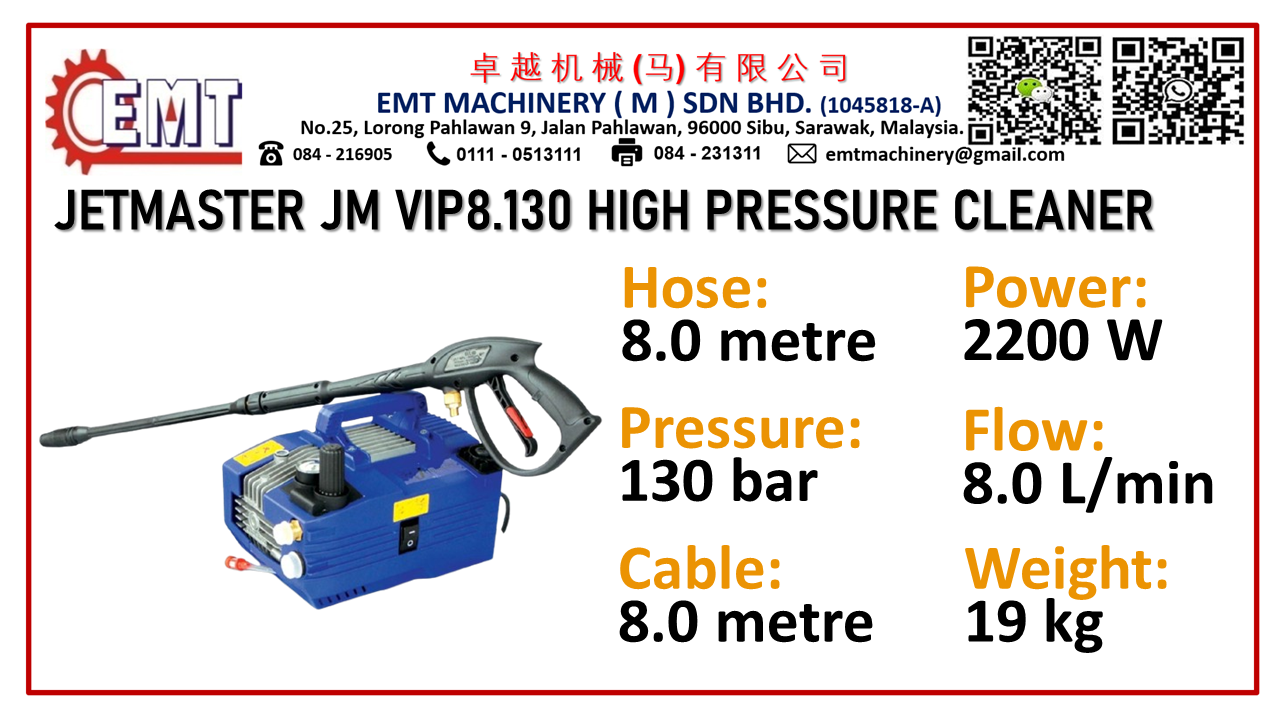 EMT
卓越机械(马)有限公司
EMT MACHINERY ( M ) SDN BHD. (1045818-A)
No.25, Lorong Pahlawan 9, Jalan Pahlawan, 96000 Sibu, Sarawak, Malaysia.
084 - 216905 0111 - 0513111 084 - 231311 emtmachinery@gmail.com
JETMASTER JM VIP8.130 HIGH PRESSURE CLEANER
Hose: Power:
8.0 metre 2200 W
Pressure: Flow:
130 bar 8.0 L/min
Cable: Weight:
8.0 metre 19 kg